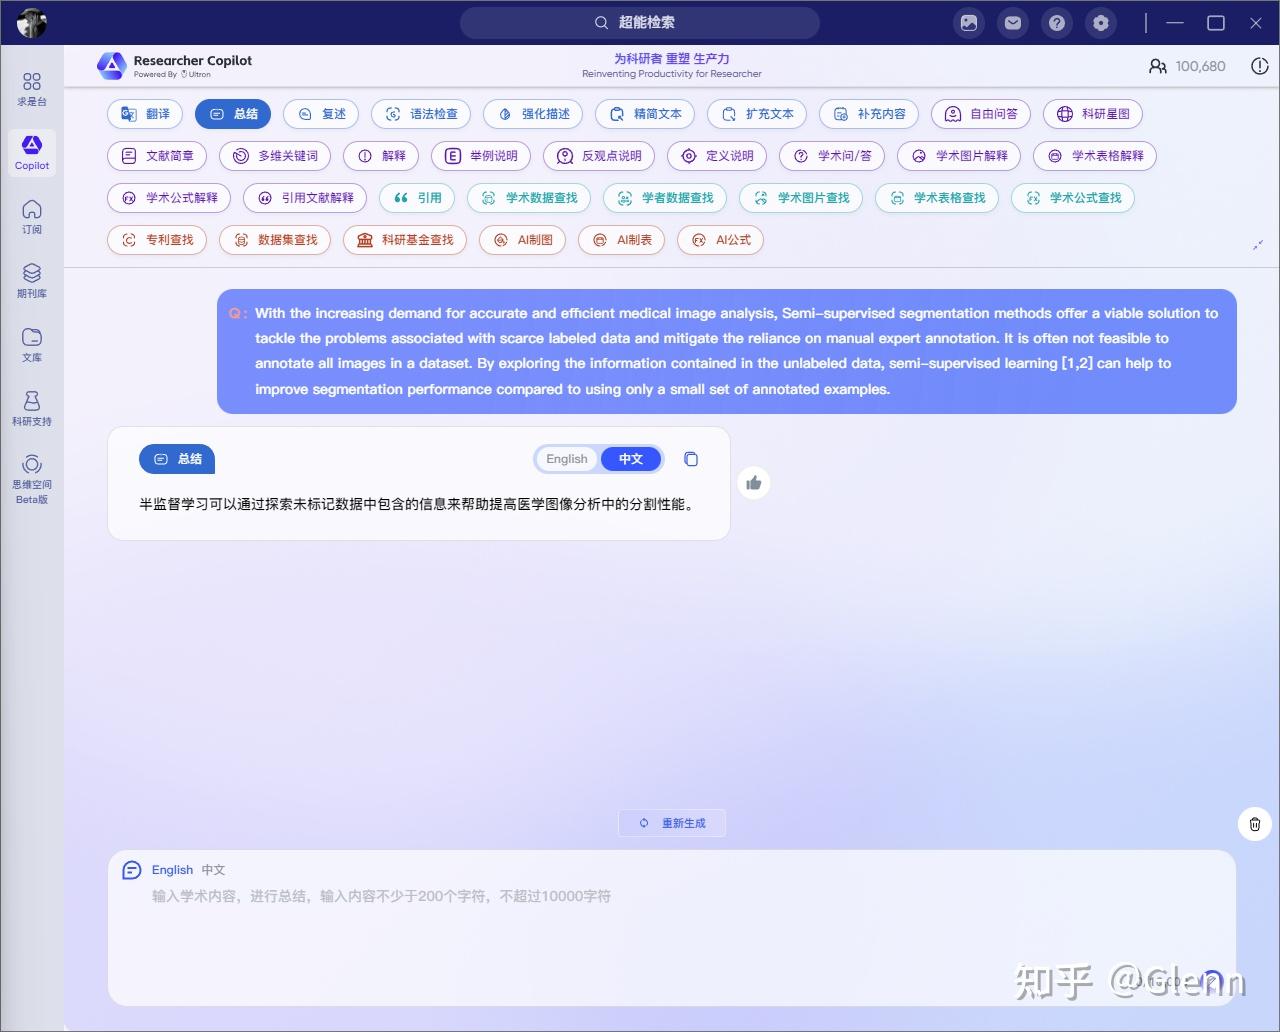 超能检索
Researcher Copilot
Powered By Ultron
为科研者 重塑 生产力
Reinventing Productivity for Researcher
100,680
求是台
Copilot
订阅
期刊库
文库
科研支持
思维空间
Beta版
翻译 总结 复述 语法检查 强化描述 精简文本 扩充文本 补充内容 自由问答 科研星图
文献简章 多维关键词 解释 举例说明 反观点说明 定义说明 学术问/答 学术图片解释 学术表格解释
学术公式解释 引用文献解释 引用 学术数据查找 学者数据查找 学术图片查找 学术表格查找 学术公式查找
专利查找 数据集查找 科研基金查找 AI制图 AI制表 AI公式
Q: With the increasing demand for accurate and efficient medical image analysis, Semi-supervised segmentation methods offer a viable solution to
tackle the problems associated with scarce labeled data and mitigate the reliance on manual expert annotation. It is often not feasible to
annotate all images in a dataset. By exploring the information contained in the unlabeled data, semi-supervised learning [1,2] can help to
improve segmentation performance compared to using only a small set of annotated examples.
总结 English 中文
半监督学习可以通过探索未标记数据中包含的信息来帮助提高医学图像分析中的分割性能。
重新生成
English 中文
输入学术内容，进行总结，输入内容不少于200个字符，不超过10000字符
知乎 @Glenn